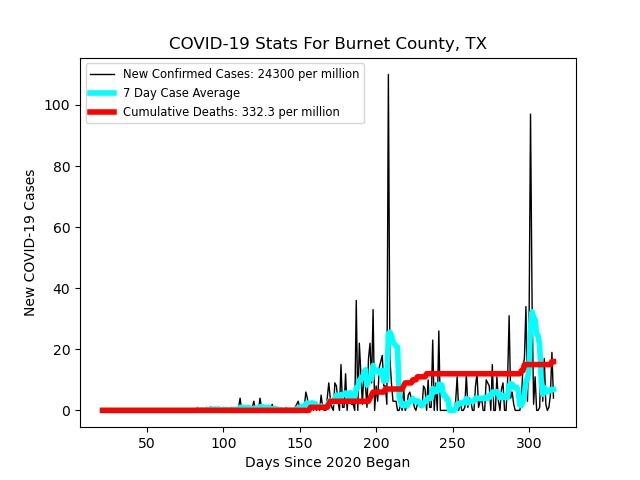 COVID-19 Stats For Burnet County, TX
New Confirmed Cases: 24300 per million
7 Day Case Average
Cumulative Deaths: 332.3 per million
New COVID-19 Cases
100
80
60
40
20
0
50
100
150
200
250
300
Days Since 2020 Began